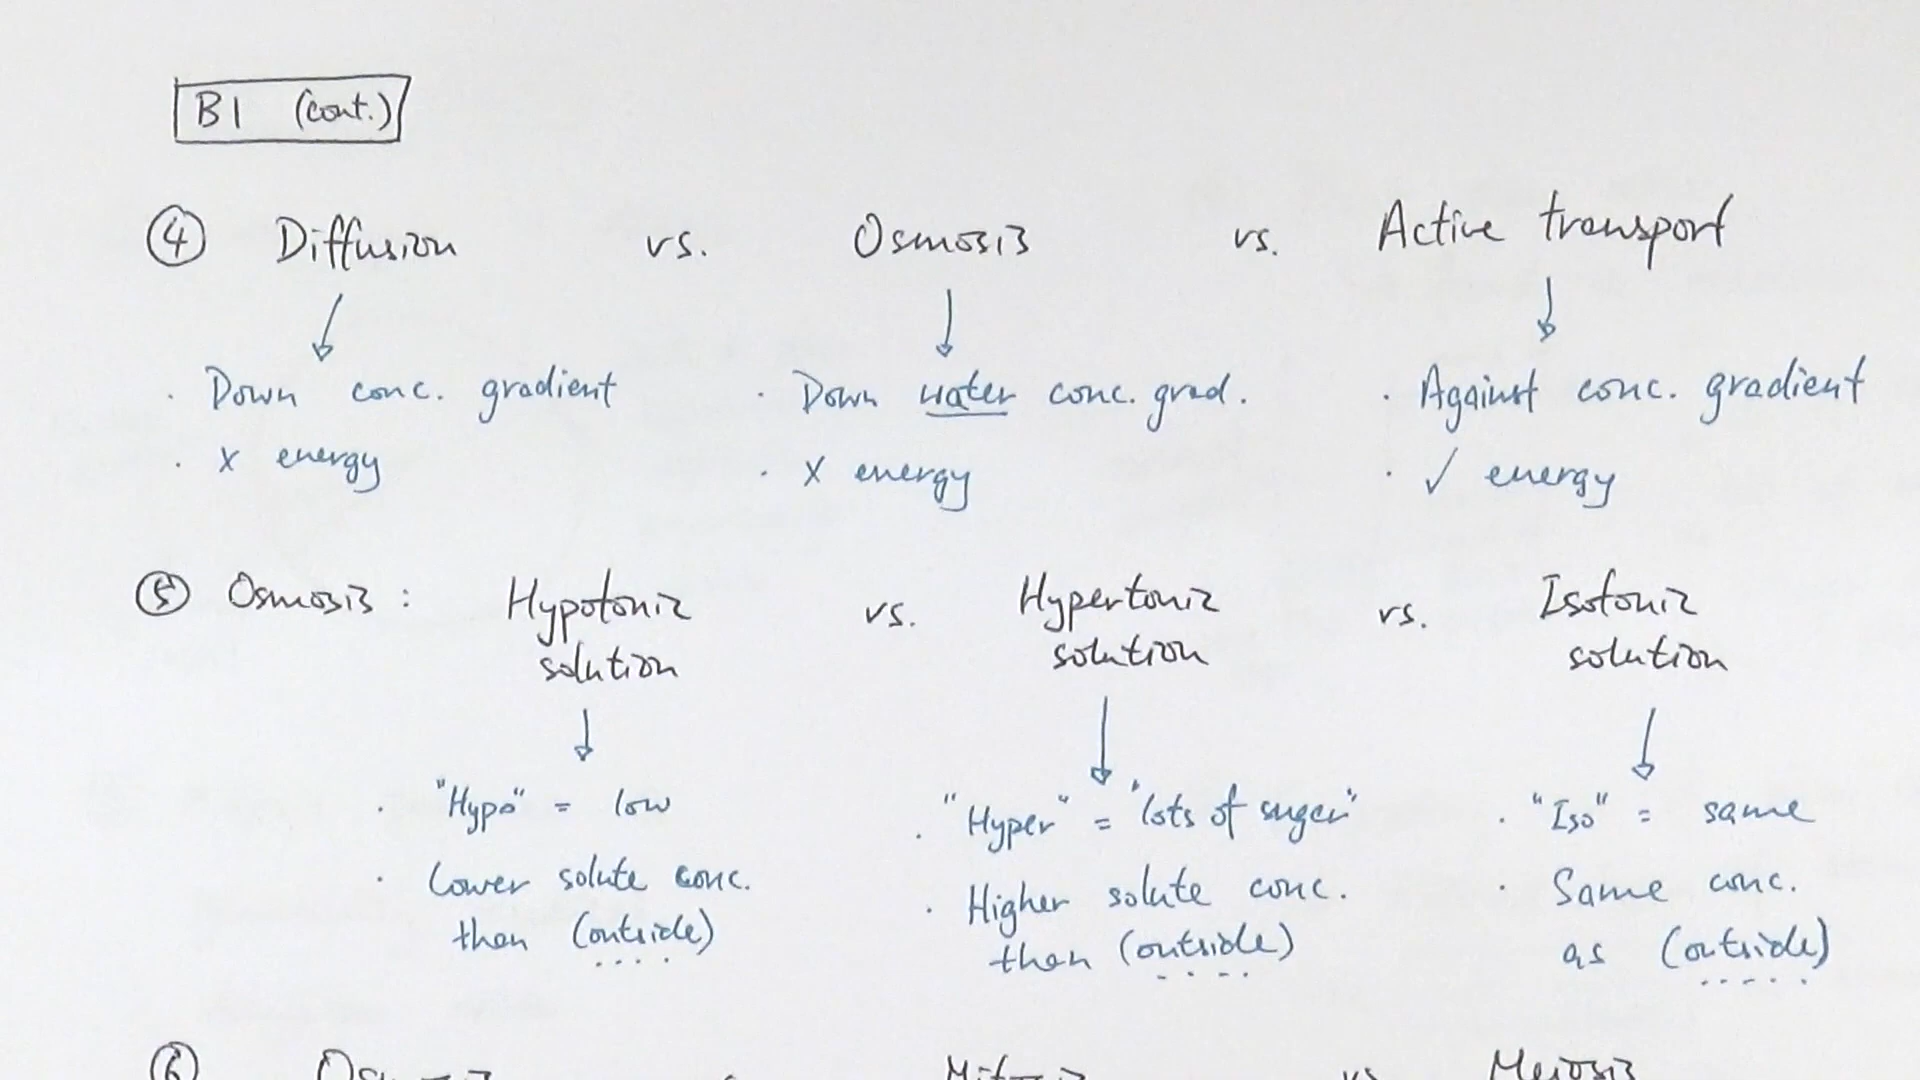 B1 (cont.)
④ Diffusion vs. Osmosis vs. Active transport
· Down conc. gradient · Down water conc. grad. · Against conc. gradient
· x energy · x energy · ✓ energy
⑤ Osmosis : Hypotonic solution vs. Hypertonic solution vs. Isotonic solution
· "Hypo" = low · "Hyper" = "lots of sugar" · "Iso" = same
· Lower solute conc. · Higher solute conc. · Same conc.
than (outside) than (outside) as (outside)
⑥ Mitosis vs Meiosis